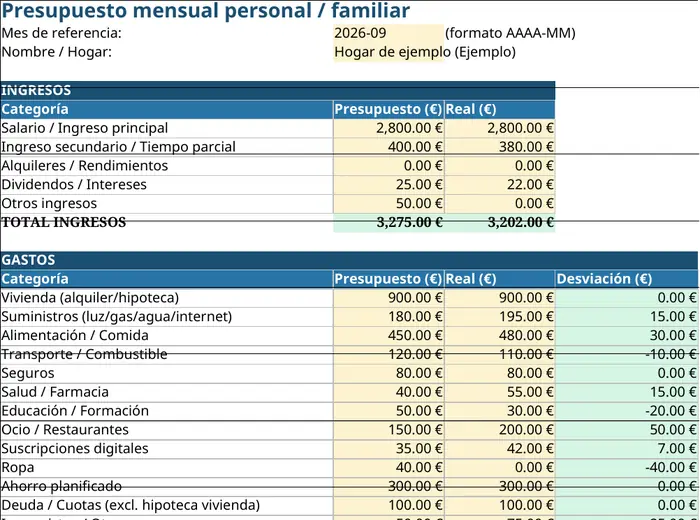 Presupuesto mensual personal / familiar
Mes de referencia: 2026-09 (formato AAAA-MM)
Nombre / Hogar: Hogar de ejemplo (Ejemplo)
INGRESOS
Categoría Presupuesto (€) Real (€)
Salario / Ingreso principal 2,800.00 € 2,800.00 €
Ingreso secundario / Tiempo parcial 400.00 € 380.00 €
Alquileres / Rendimientos 0.00 € 0.00 €
Dividendos / Intereses 25.00 € 22.00 €
Otros ingresos 50.00 € 0.00 €
TOTAL INGRESOS 3,275.00 € 3,202.00 €
GASTOS
Categoría Presupuesto (€) Real (€) Desviación (€)
Vivienda (alquiler/hipoteca) 900.00 € 900.00 € 0.00 €
Suministros (luz/gas/agua/internet) 180.00 € 195.00 € 15.00 €
Alimentación / Comida 450.00 € 480.00 € 30.00 €
Transporte / Combustible 120.00 € 110.00 € -10.00 €
Seguros 80.00 € 80.00 € 0.00 €
Salud / Farmacia 40.00 € 55.00 € 15.00 €
Educación / Formación 50.00 € 30.00 € -20.00 €
Ocio / Restaurantes 150.00 € 200.00 € 50.00 €
Suscripciones digitales 35.00 € 42.00 € 7.00 €
Ropa 40.00 € 0.00 € -40.00 €
Ahorro planificado 300.00 € 300.00 € 0.00 €
Deuda / Cuotas (excl. hipoteca vivienda) 100.00 € 100.00 € 0.00 €